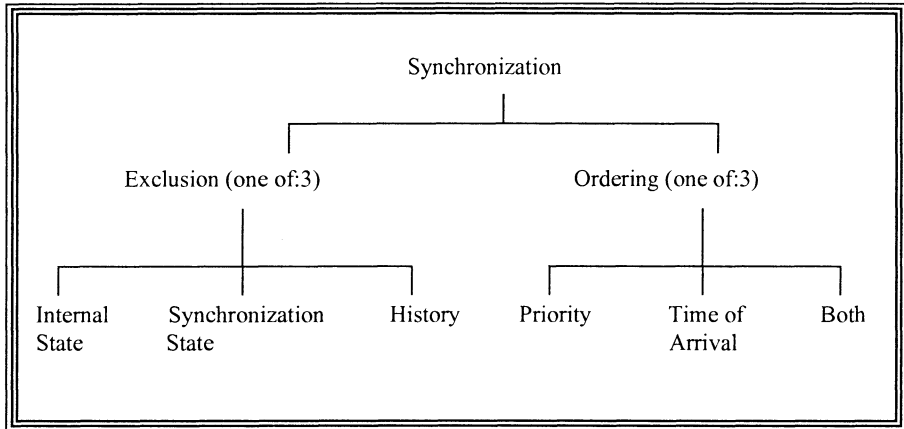 Synchronization
Exclusion (one of:3)
Ordering (one of:3)
Internal
State
Synchronization
State
History
Priority
Time of
Arrival
Both